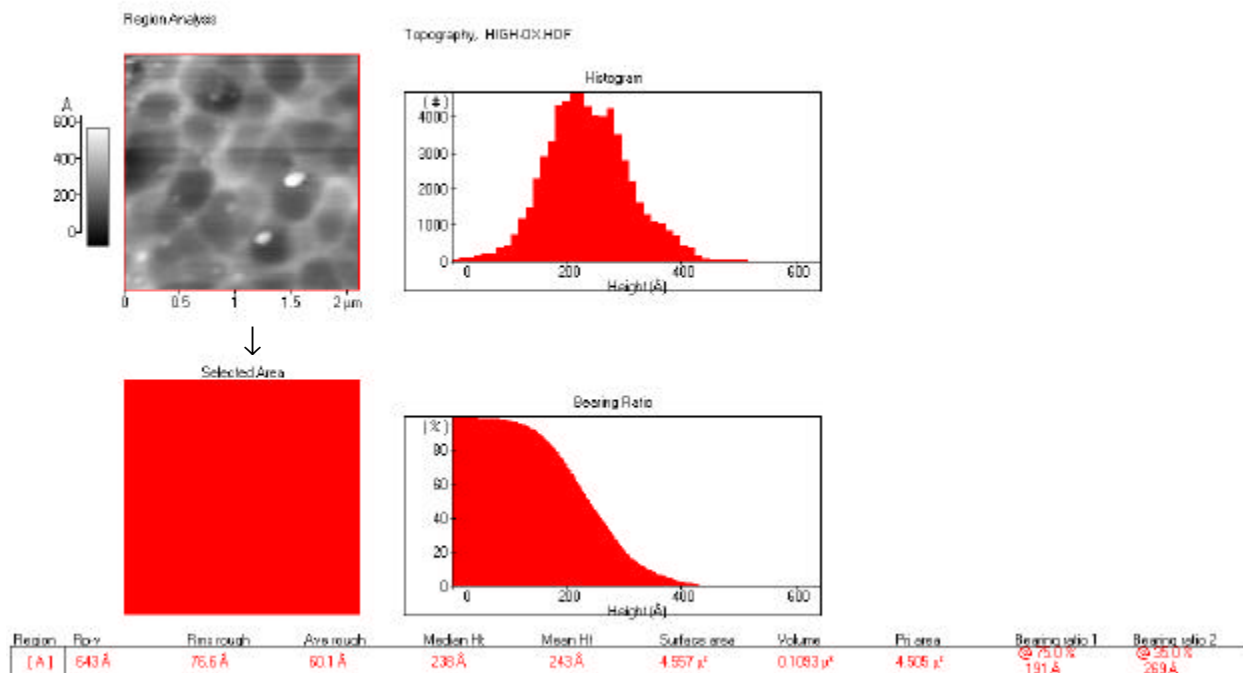 Region Analysis
Topography, HIGH-OX.HDF
Å
600
400
200
0
0 0.5 1 1.5 2 µm
Histogram
(#)
4000
3000
2000
1000
0
0 200 400 600
Height (Å)
Selected Area
Bearing Ratio
(%)
80
60
40
20
0
0 200 400 600
Height (Å)
Region Rp-v Rms rough Ave rough Median Ht Mean Ht Surface area Volume Prj area Bearing ratio 1 Bearing ratio 2
[A] 643 Å 76.6 Å 60.1 Å 238 Å 243 Å 4.557 µ² 0.1093 µ³ 4.505 µ² @ 75.0 % @ 35.0 %
191 Å 269 Å